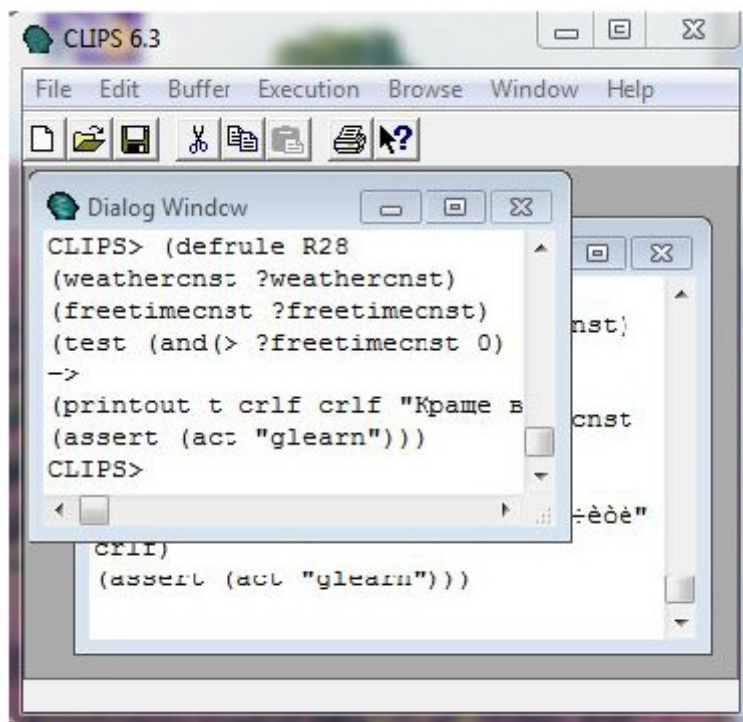 CLIPS 6.3
File Edit Buffer Execution Browse Window Help
Dialog Window
CLIPS> (defrule R28
(weathercnst ?weathercnst)
(freetimecnst ?freetimecnst)
(test (and(> ?freetimecnst 0)
=>
(printout t crlf crlf "Краще в
(assert (act "glearn")))
CLIPS>
nst)
cnst
÷èòè"
crlf)
(assert (act "glearn")))